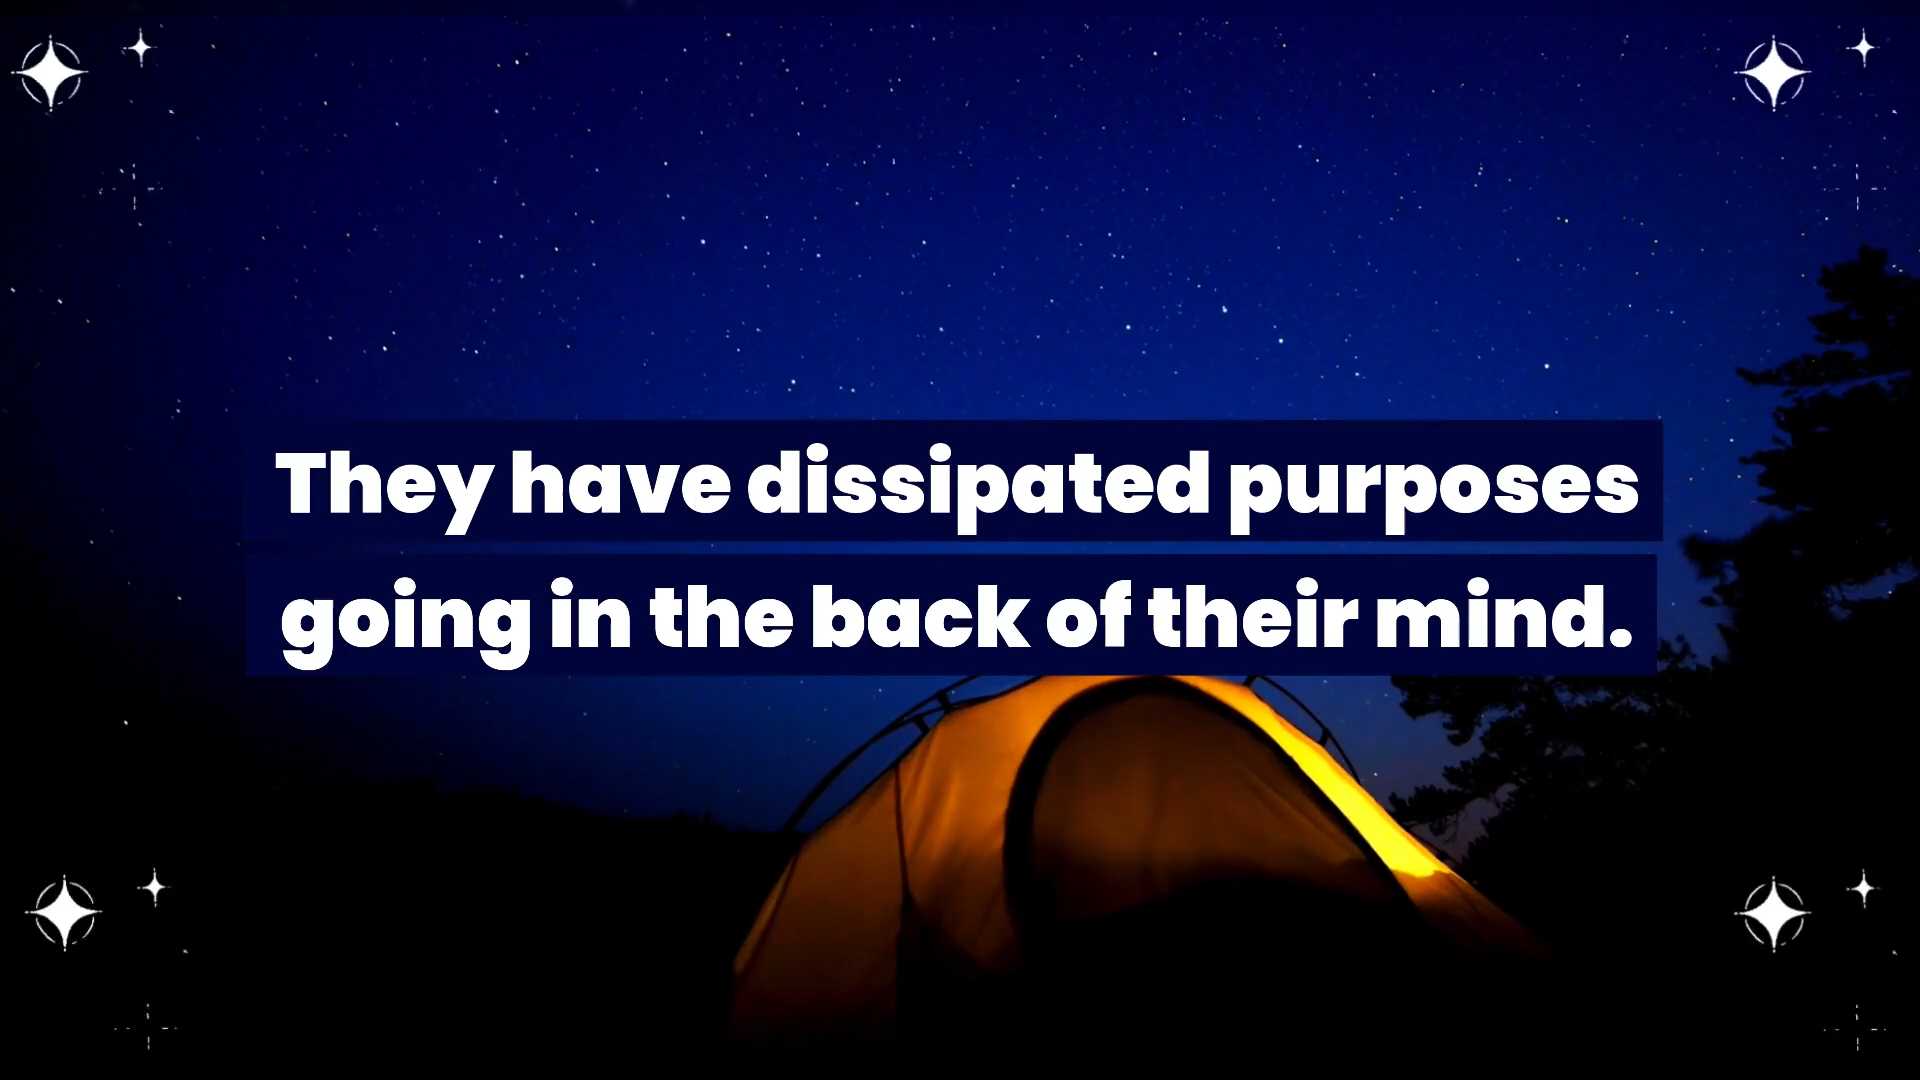 They have dissipated purposes
going in the back of their mind.